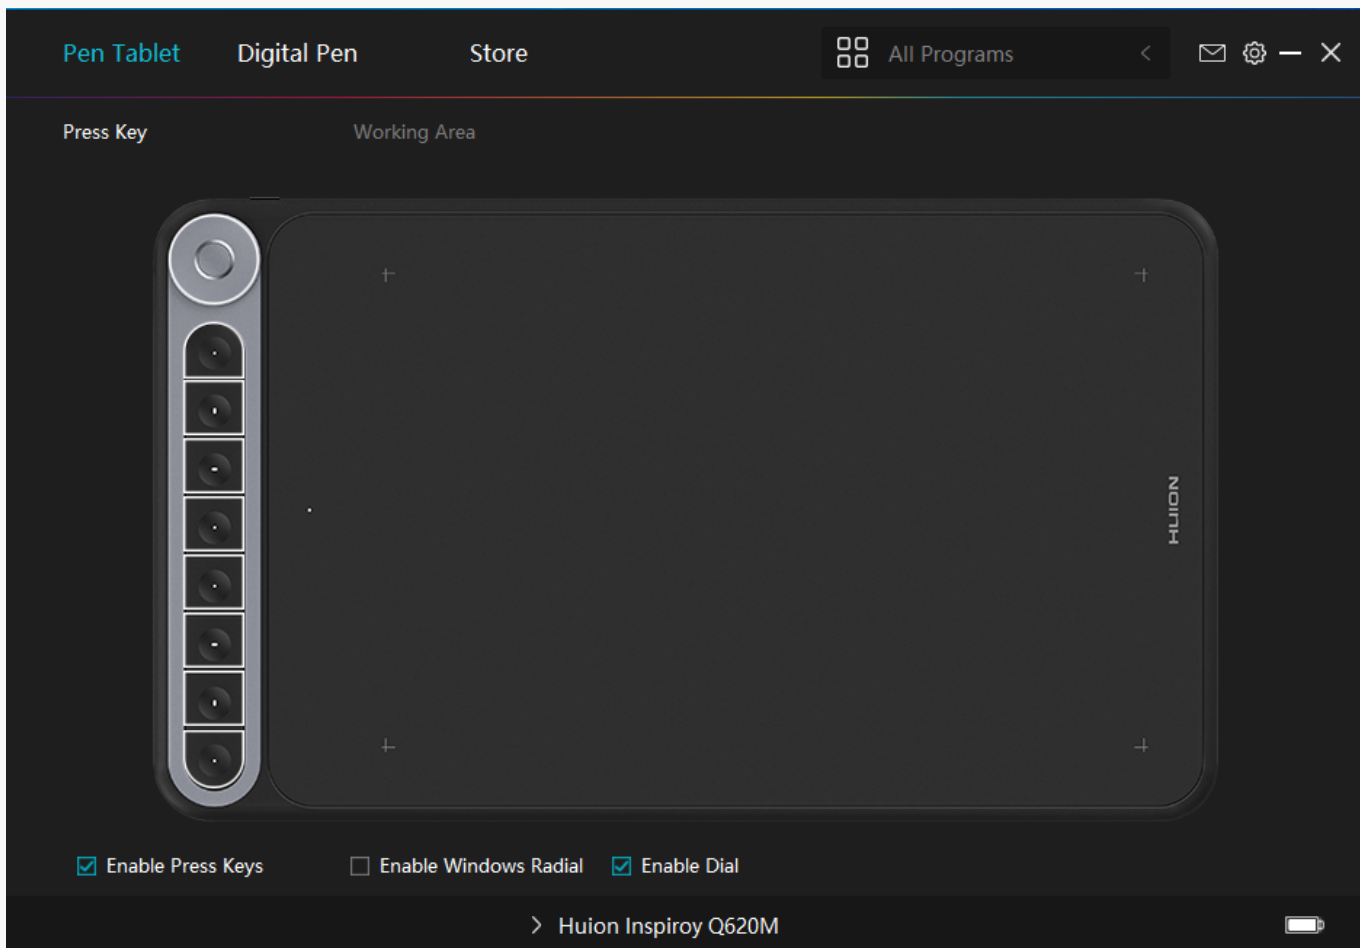 Pen Tablet Digital Pen Store All Programs
Press Key Working Area
HUION
Enable Press Keys Enable Windows Radial Enable Dial
Huion Inspiroy Q620M